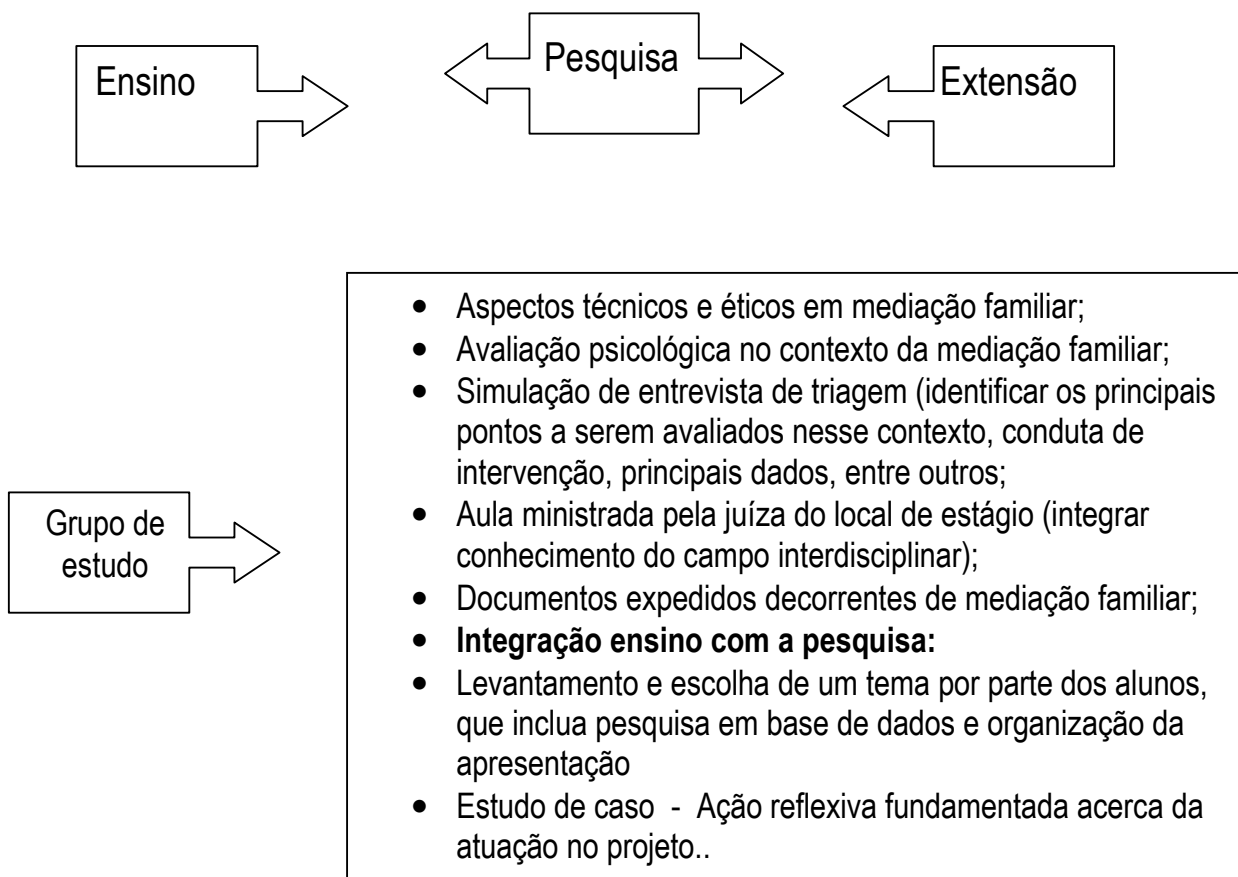 Ensino
Pesquisa
Extensão
• Aspectos técnicos e éticos em mediação familiar;
• Avaliação psicológica no contexto da mediação familiar;
• Simulação de entrevista de triagem (identificar os principais
pontos a serem avaliados nesse contexto, conduta de
intervenção, principais dados, entre outros;
• Aula ministrada pela juíza do local de estágio (integrar
conhecimento do campo interdisciplinar);
• Documentos expedidos decorrentes de mediação familiar;
• Integração ensino com a pesquisa:
• Levantamento e escolha de um tema por parte dos alunos,
que inclua pesquisa em base de dados e organização da
apresentação
• Estudo de caso - Ação reflexiva fundamentada acerca da
atuação no projeto..
Grupo de
estudo